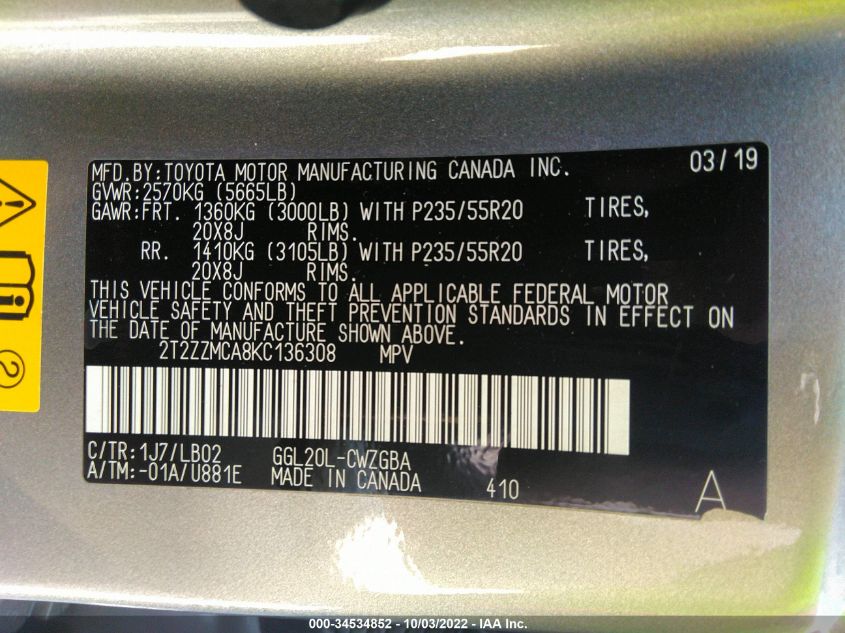 MFD.BY:TOYOTA MOTOR MANUFACTURING CANADA INC. 03/19
GVWR:2570KG (5665LB)
GAWR:FRT. 1360KG (3000LB) WITH P235/55R20 TIRES,
20X8J RIMS.
RR. 1410KG (3105LB) WITH P235/55R20 TIRES,
20X8J RIMS.
THIS VEHICLE CONFORMS TO ALL APPLICABLE FEDERAL MOTOR
VEHICLE SAFETY AND THEFT PREVENTION STANDARDS IN EFFECT ON
THE DATE OF MANUFACTURE SHOWN ABOVE.
2T2ZZMCA8KC136308 MPV
C/TR:1J7/LB02 GGL20L-CWZGBA
A/TM:-01A/U881E MADE IN CANADA 410 A
2
000-34534852 - 10/03/2022 - IAA Inc.